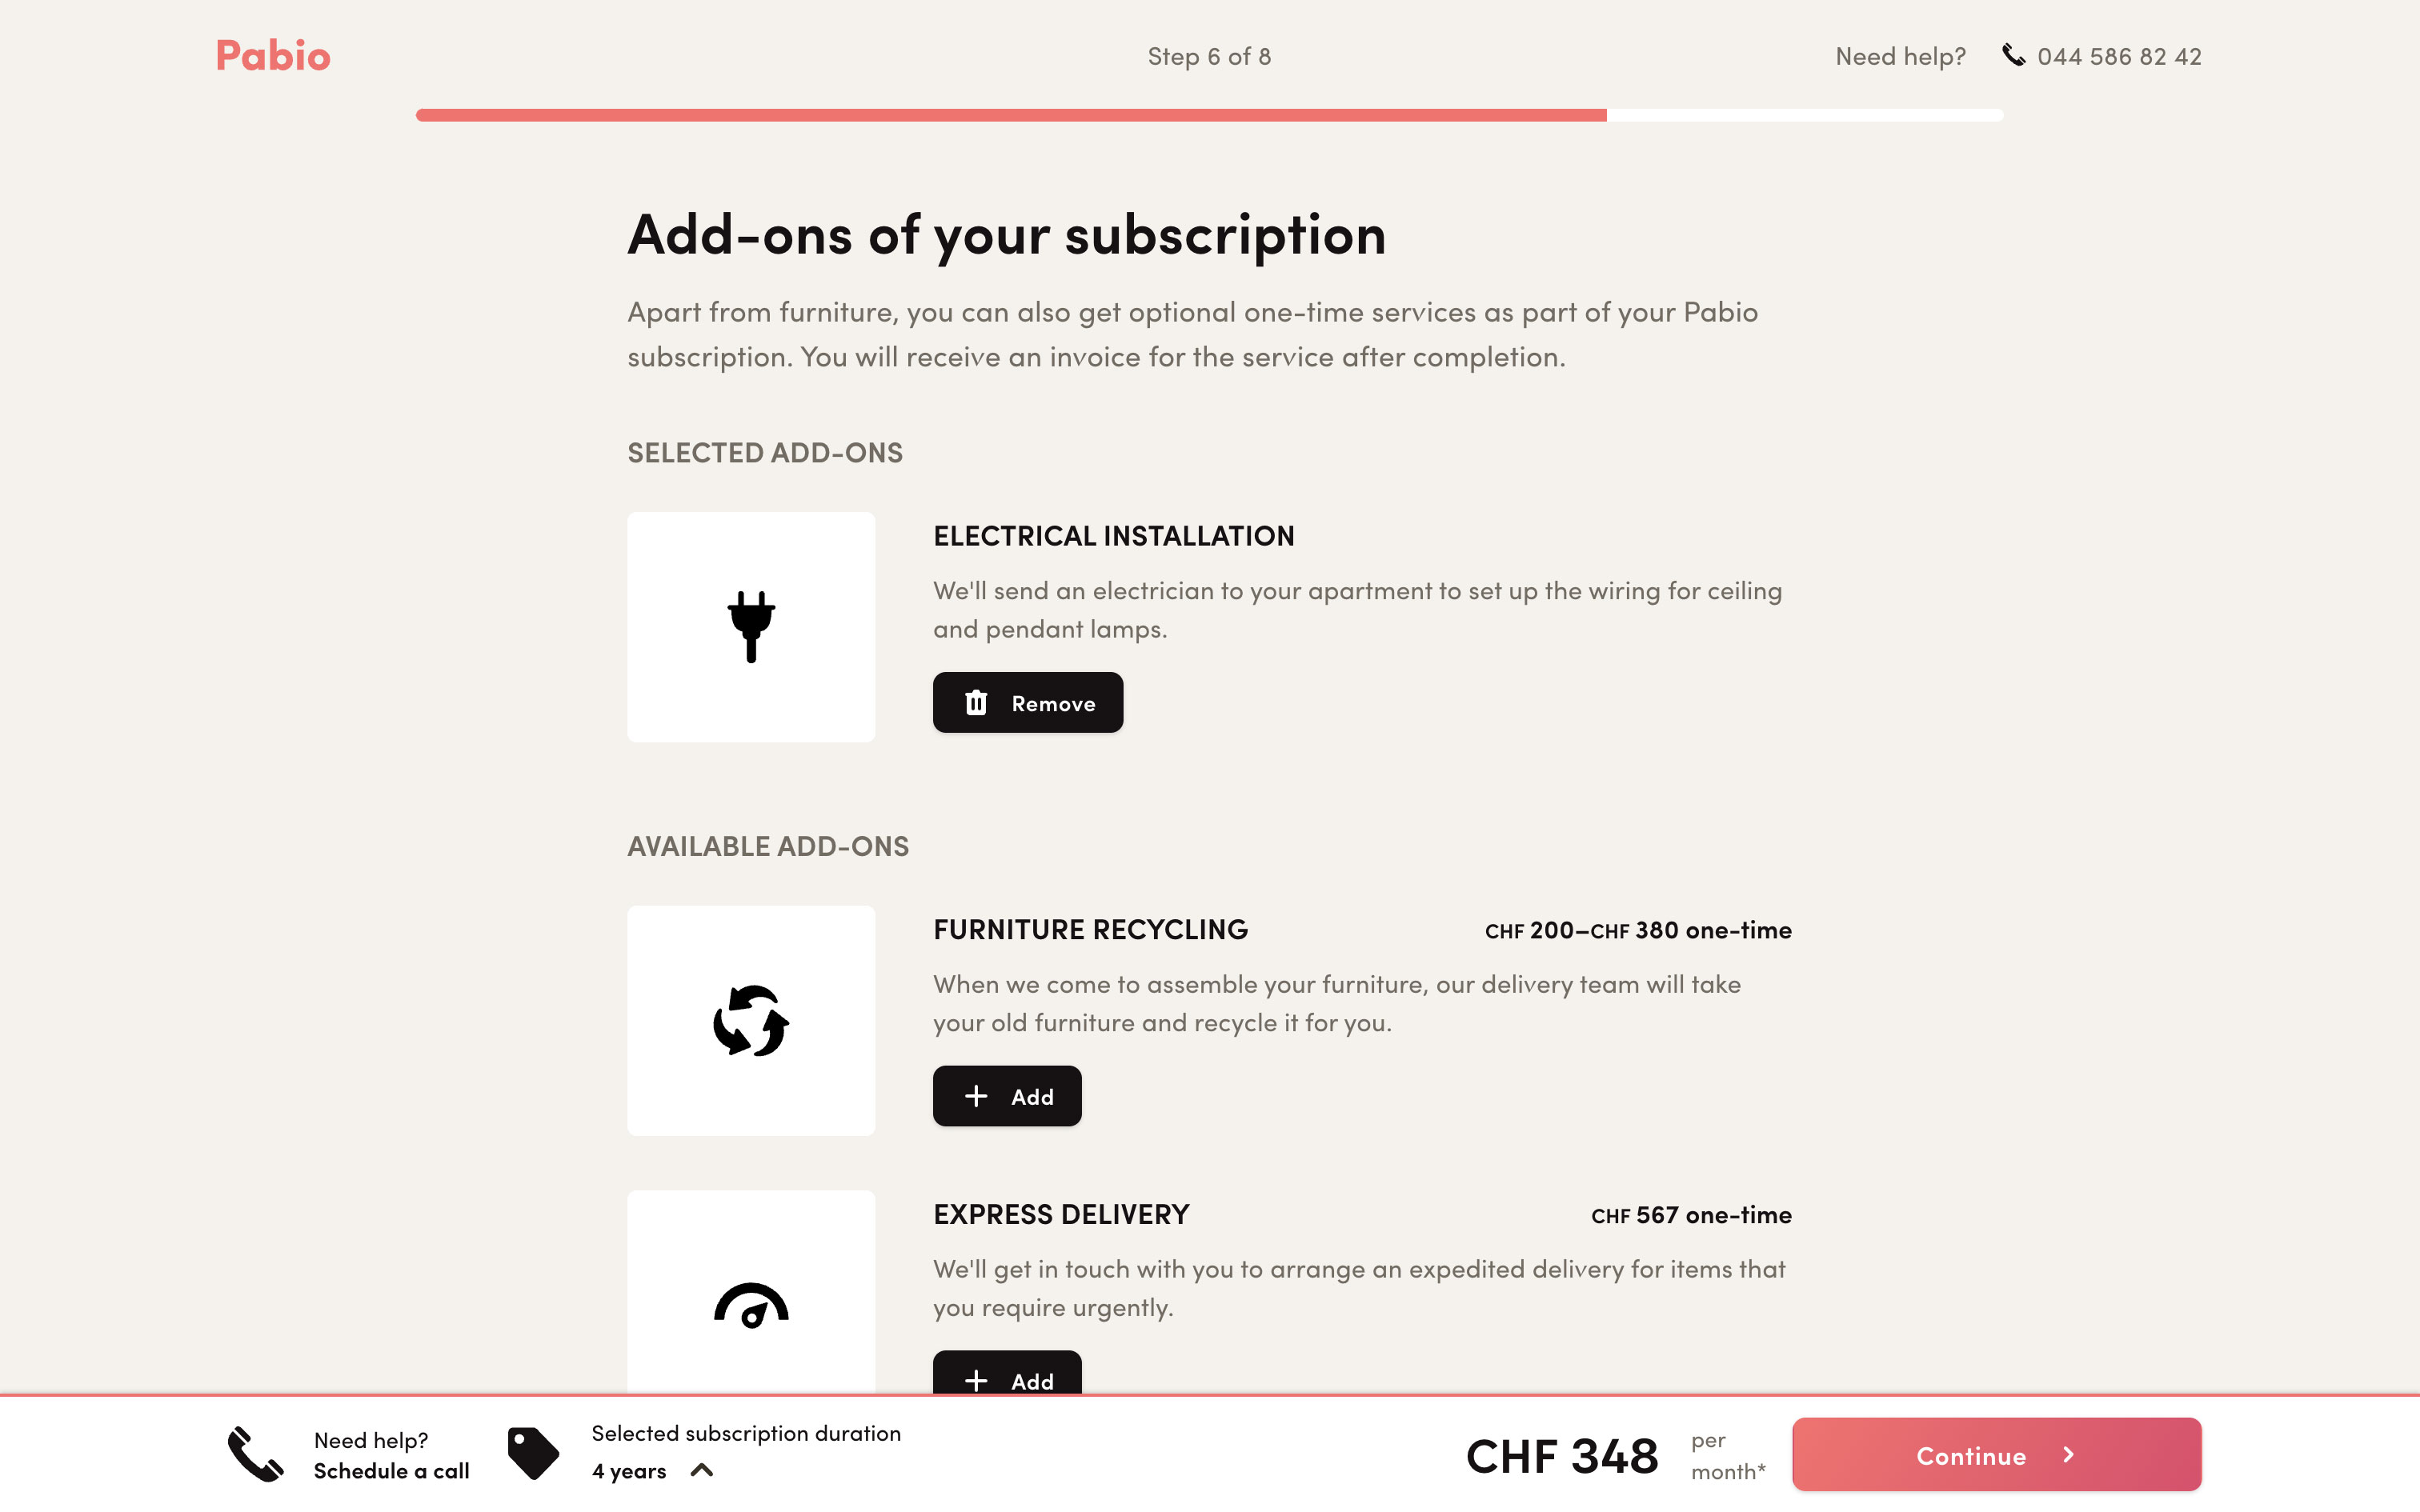 Pabio
Step 6 of 8
Need help?
044 586 82 42
Add-ons of your subscription
Apart from furniture, you can also get optional one-time services as part of your Pabio
subscription. You will receive an invoice for the service after completion.
SELECTED ADD-ONS
ELECTRICAL INSTALLATION
We'll send an electrician to your apartment to set up the wiring for ceiling
and pendant lamps.
Remove
AVAILABLE ADD-ONS
FURNITURE RECYCLING
CHF 200–CHF 380 one-time
When we come to assemble your furniture, our delivery team will take
your old furniture and recycle it for you.
Add
EXPRESS DELIVERY
CHF 567 one-time
We'll get in touch with you to arrange an expedited delivery for items that
you require urgently.
Add
Need help?
Schedule a call
Selected subscription duration
4 years
CHF 348
per
month*
Continue